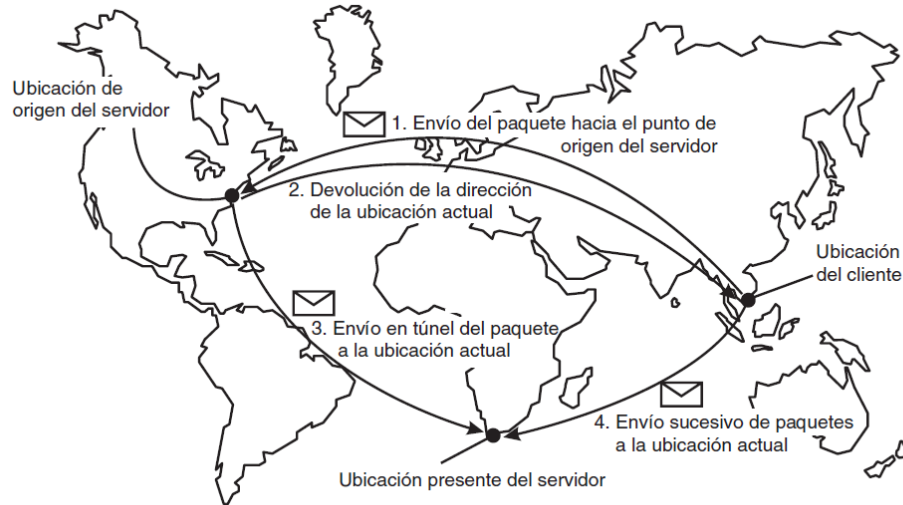 Ubicación de
origen del servidor
1. Envío del paquete hacia el punto de
origen del servidor
2. Devolución de la dirección
de la ubicación actual
Ubicación
del cliente
3. Envío en túnel del paquete
a la ubicación actual
4. Envío sucesivo de paquetes
a la ubicación actual
Ubicación presente del servidor